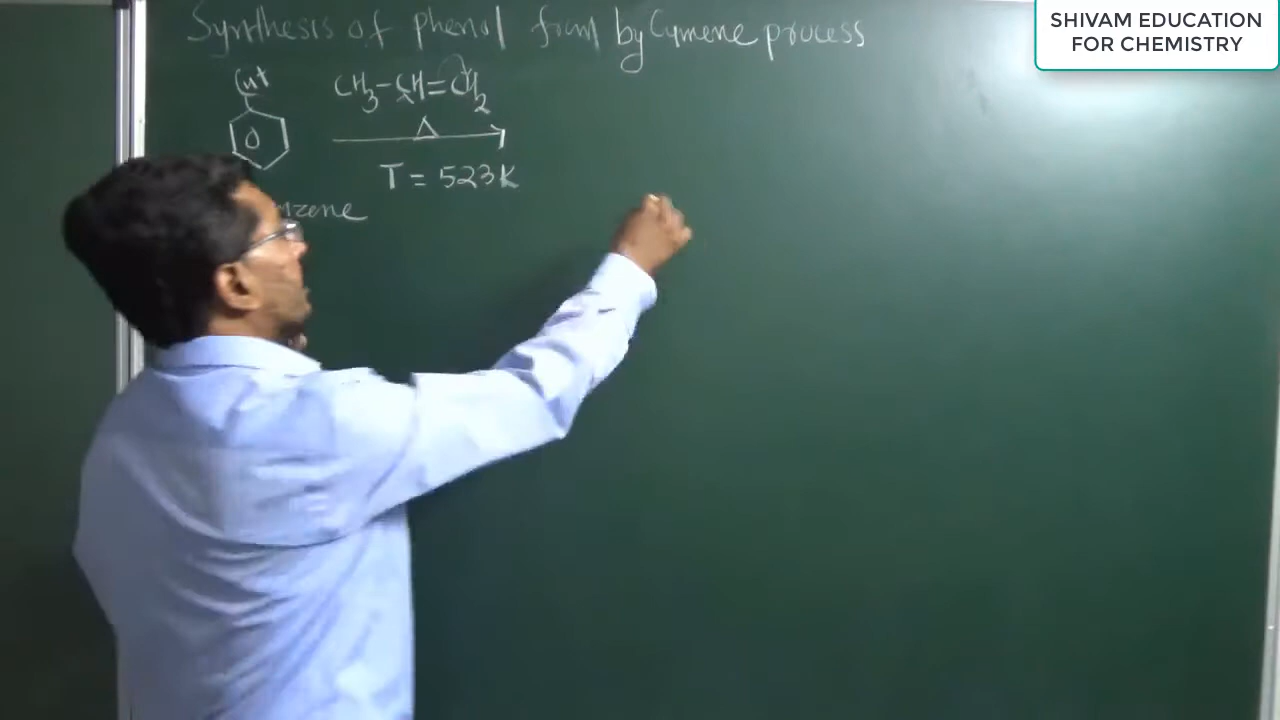 SHIVAM EDUCATION
FOR CHEMISTRY
Synthesis of phenol from by Cymene process
CH3-CH=CH2
Δ
T = 523K
nzene